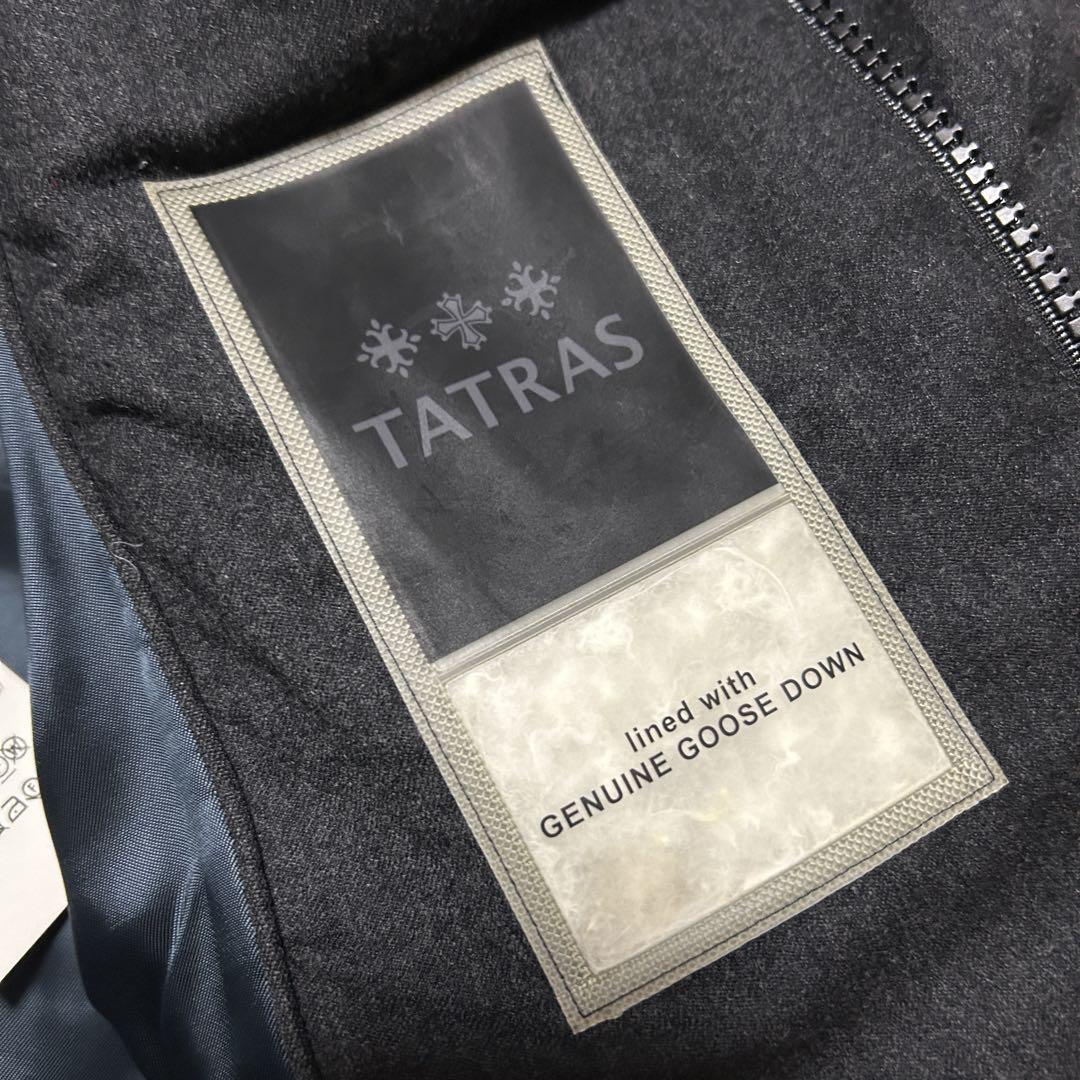 TATRAS
lined with
GENUINE GOOSE DOWN